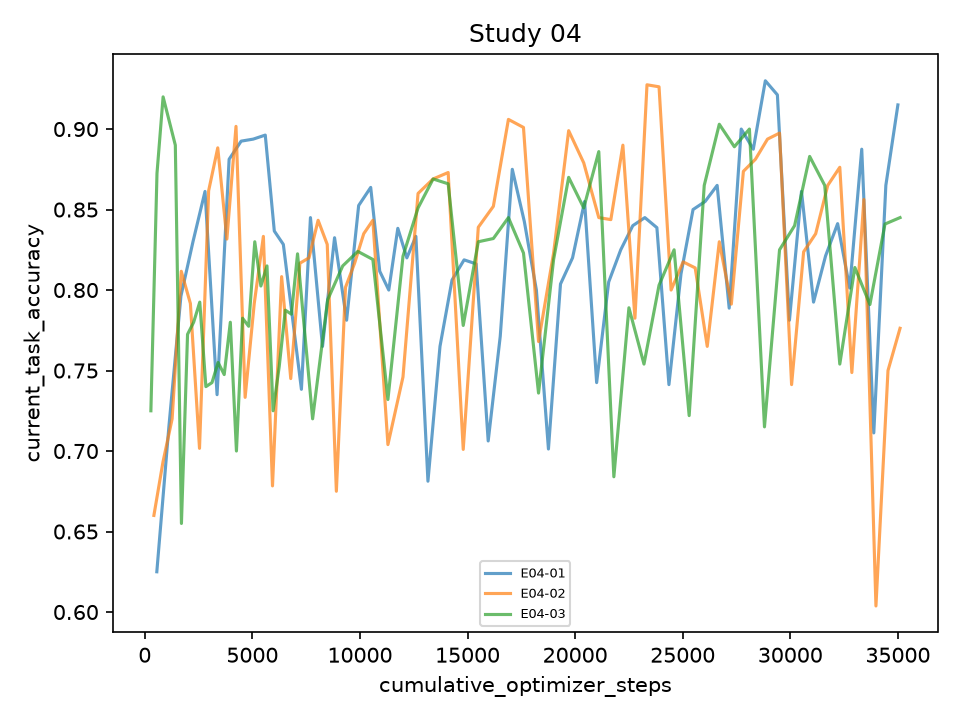 Study 04
0.90
0.85
0.80
0.75
0.70
0.65
0.60
current_task_accuracy
E04-01
E04-02
E04-03
0 5000 10000 15000 20000 25000 30000 35000
cumulative_optimizer_steps